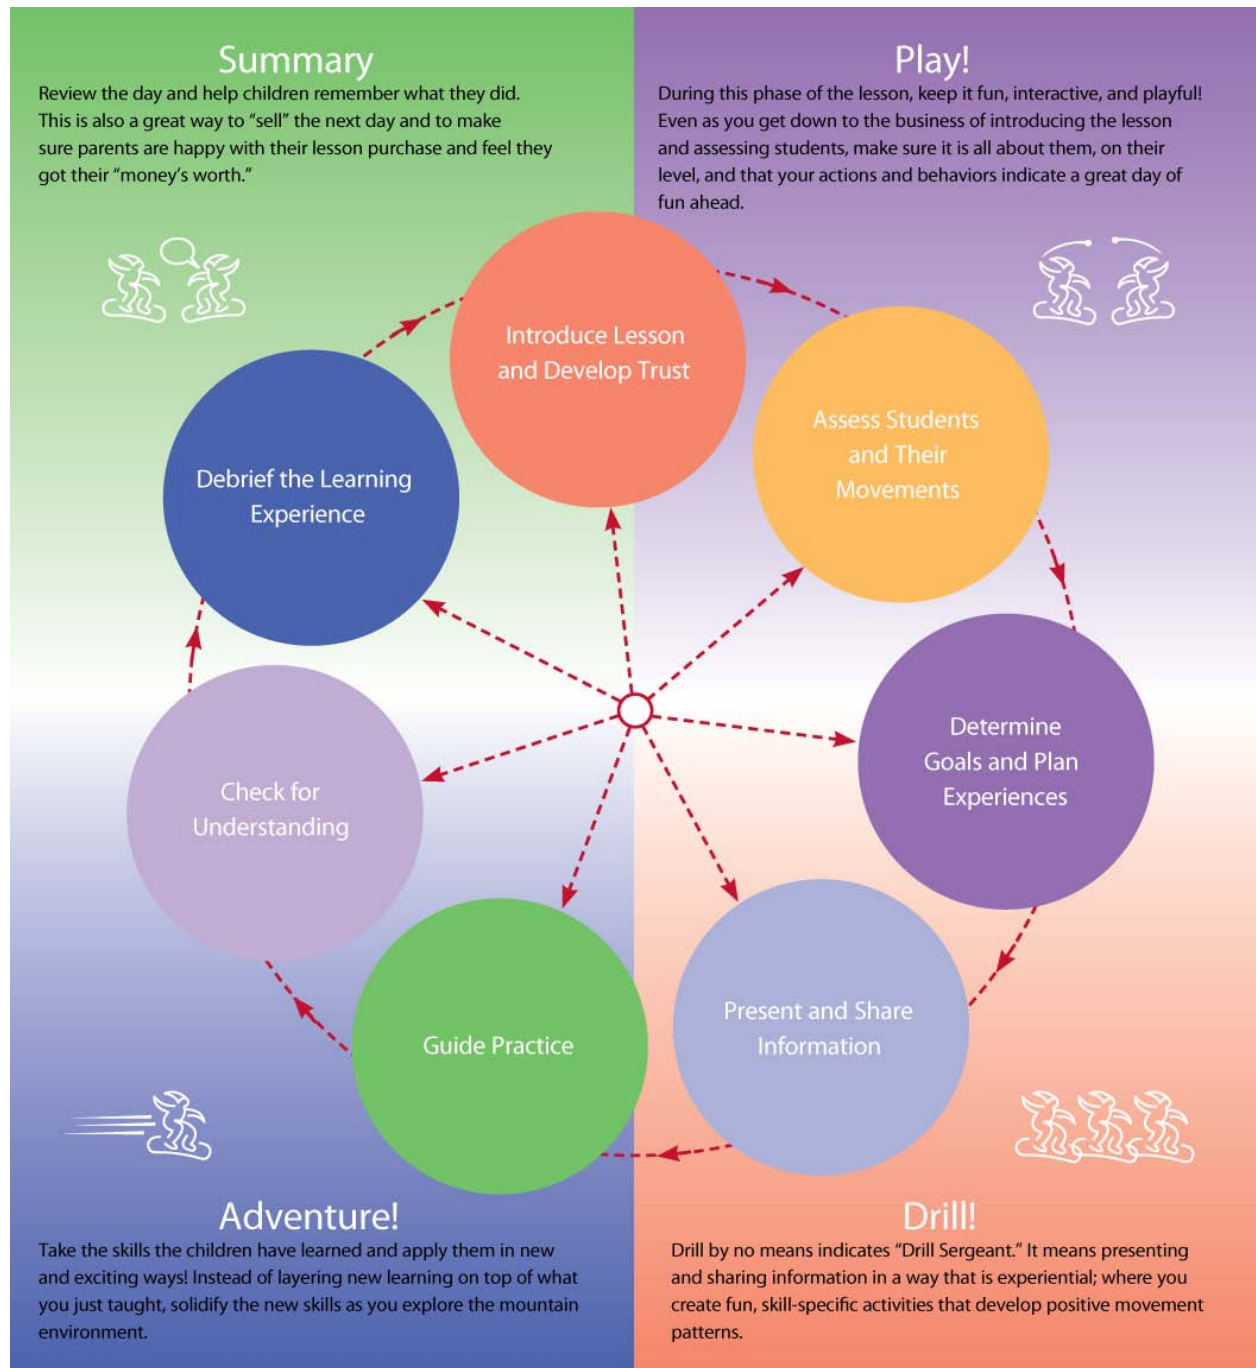 Summary
Review the day and help children remember what they did.
This is also a great way to “sell” the next day and to make
sure parents are happy with their lesson purchase and feel they
got their “money’s worth.”
Play!
During this phase of the lesson, keep it fun, interactive, and playful!
Even as you get down to the business of introducing the lesson
and assessing students, make sure it is all about them, on their
level, and that your actions and behaviors indicate a great day of
fun ahead.
Introduce Lesson
and Develop Trust
Assess Students
and Their
Movements
Determine
Goals and Plan
Experiences
Present and Share
Information
Guide Practice
Check for
Understanding
Debrief the Learning
Experience
Adventure!
Take the skills the children have learned and apply them in new
and exciting ways! Instead of layering new learning on top of what
you just taught, solidify the new skills as you explore the mountain
environment.
Drill!
Drill by no means indicates “Drill Sergeant.” It means presenting
and sharing information in a way that is experiential; where you
create fun, skill-specific activities that develop positive movement
patterns.